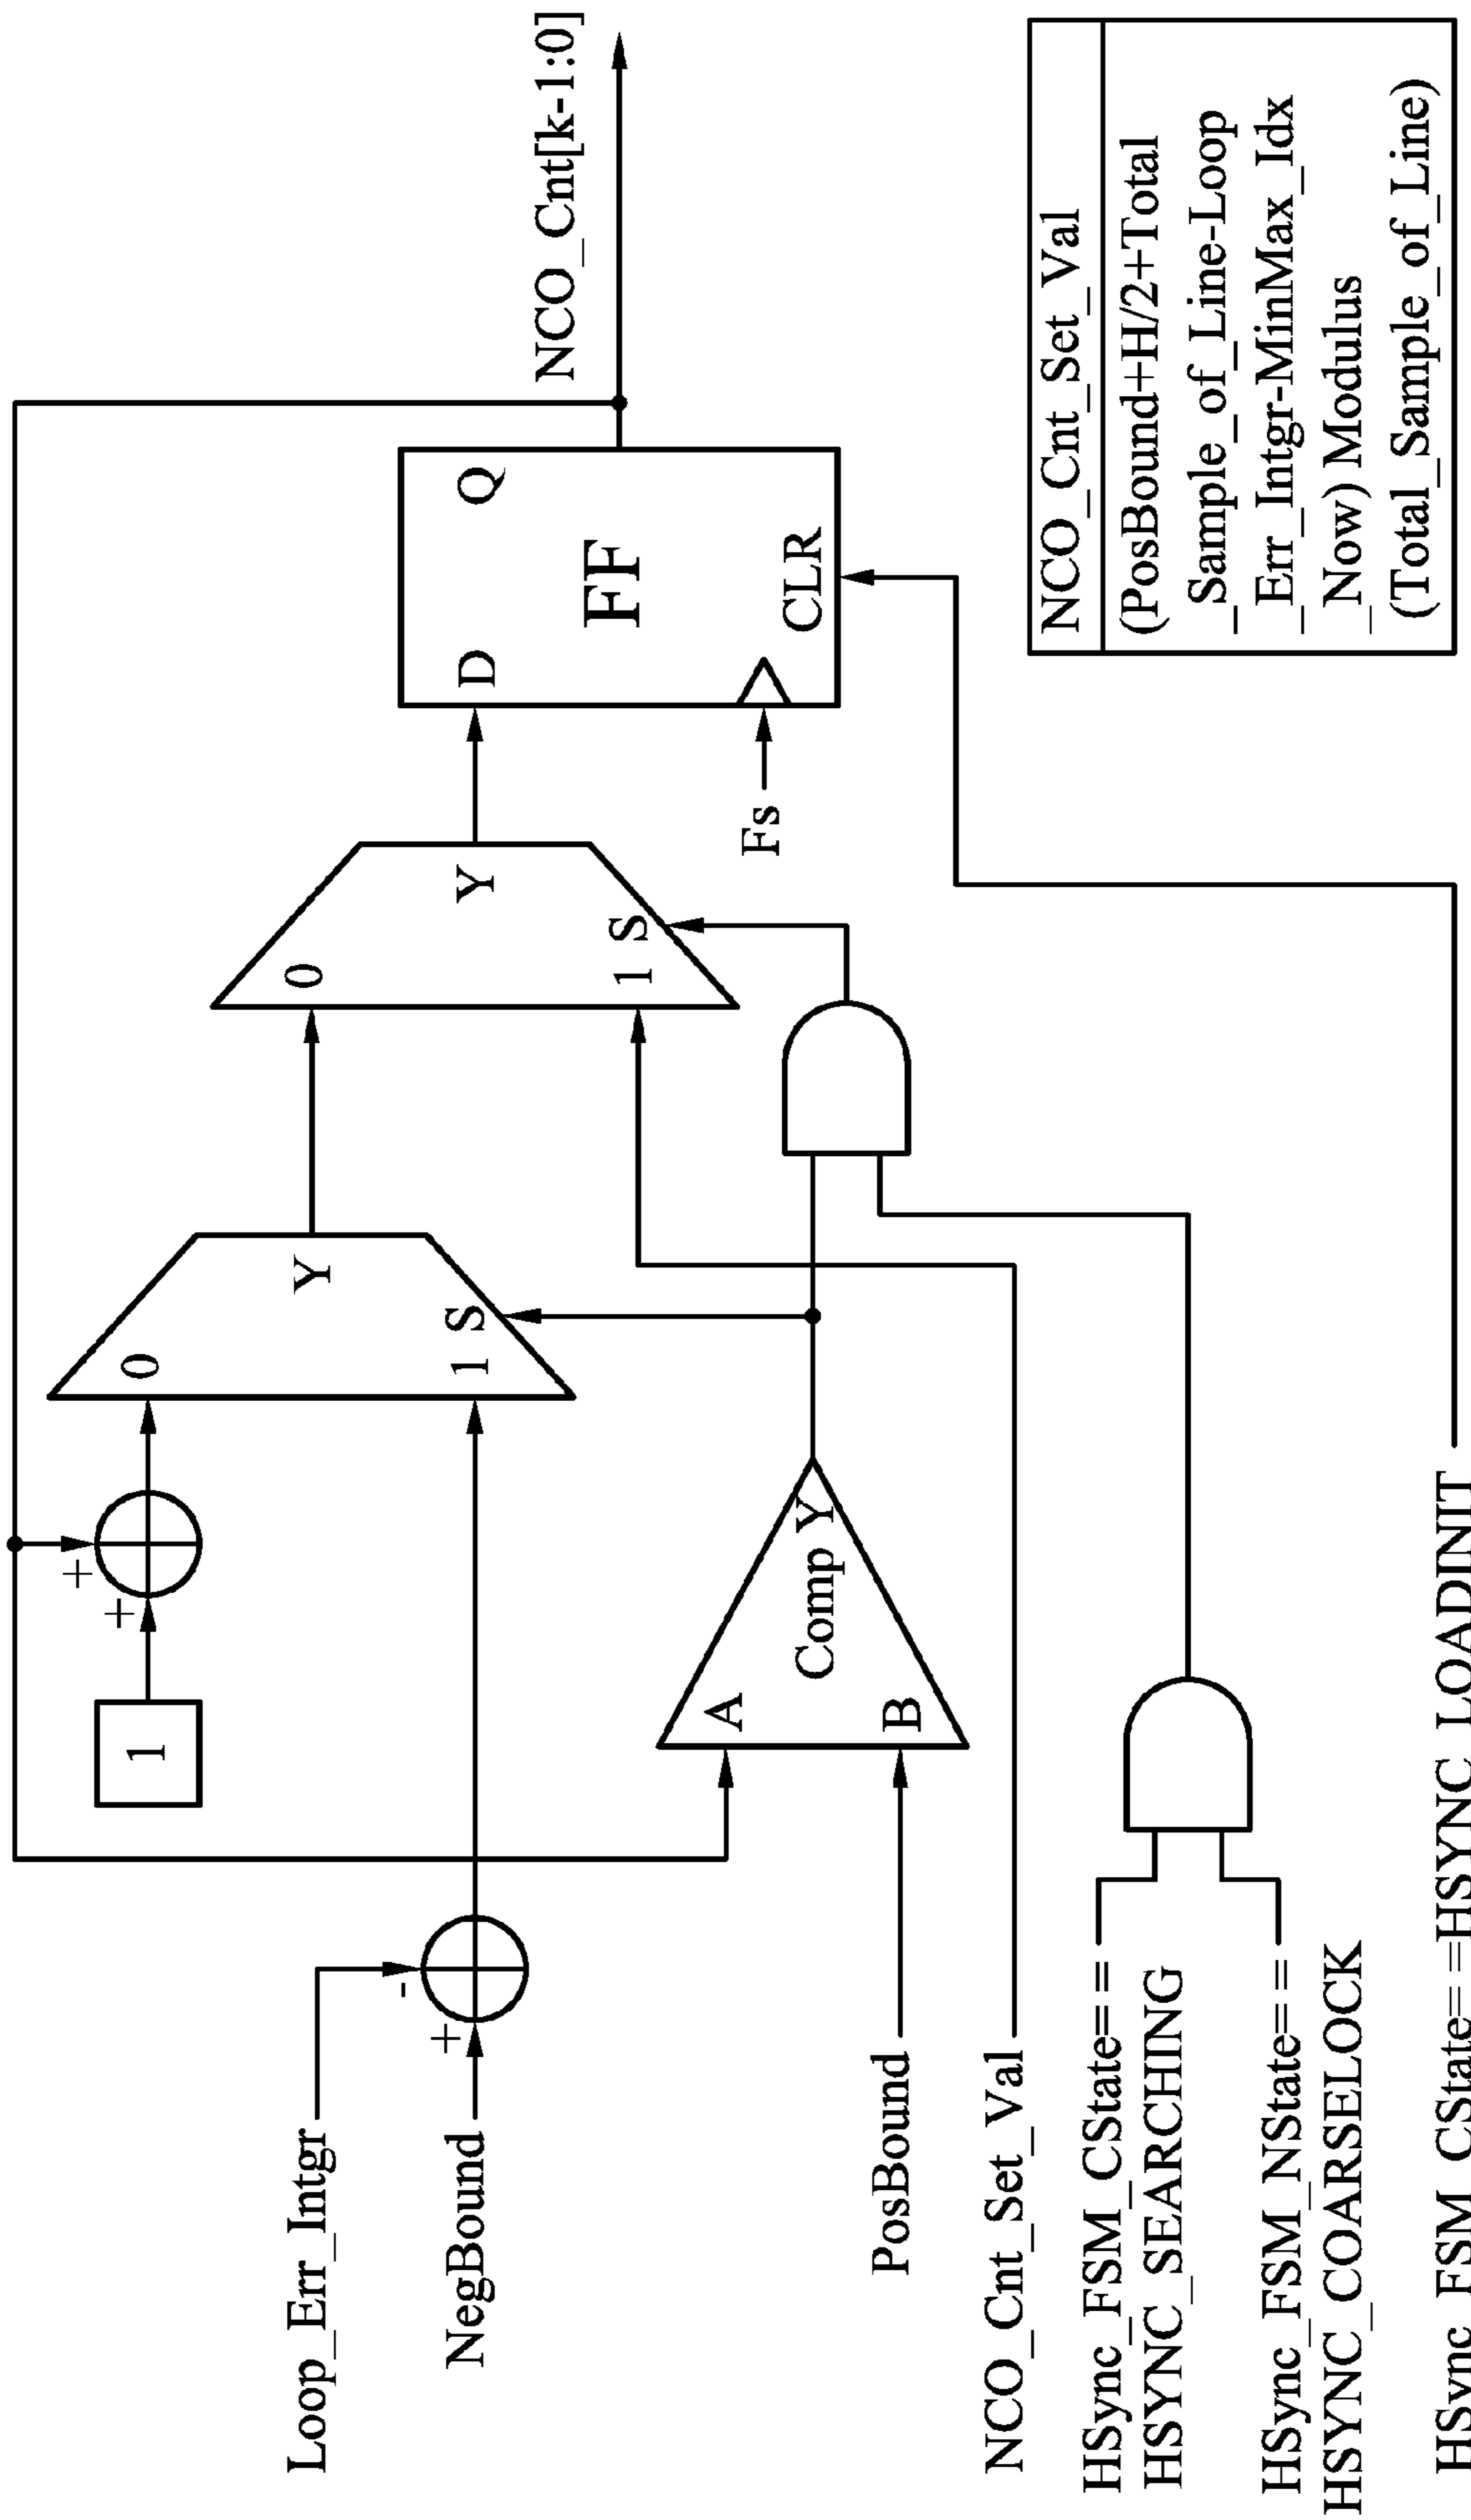 Loop_Err_Intgr
-
+
NegBound
1
+
+
0
1 S
Y
0
1 S
Y
D
Q
FF
CLR
Fs
NCO_Cnt[k-1:0]
A
B
Comp Y
PosBound
NCO_Cnt_Set_Val
HSync_FSM_CState==
HSYNC_SEARCHING
HSync_FSM_NState==
HSYNC_COARSELOCK
HSync_FSM_CState==HSYNC_LOADINIT
NCO_Cnt_Set_Val
(PosBound+H/2+Total
_Sample_of_Line-Loop
_Err_Intgr-MinMax_Idx
_Now) Modulus
(Total_Sample_of_Line)